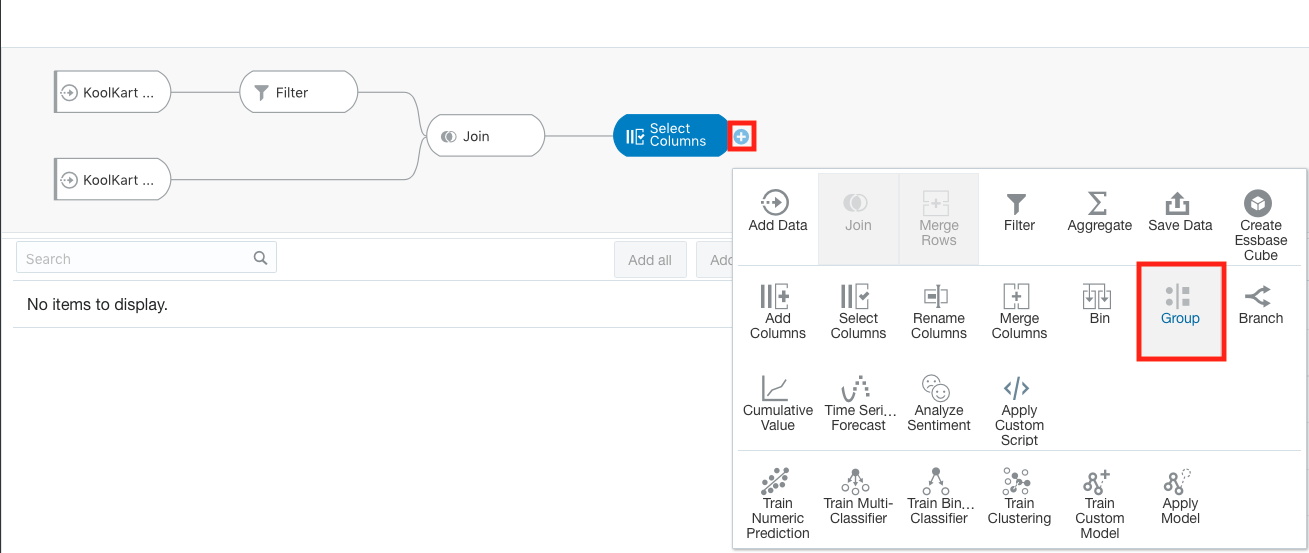 KoolKart ...
Filter
Join
Select
Columns
KoolKart ...
Search
Add all
Add
No items to display.
Add Data
Join
Merge
Rows
Filter
Aggregate
Save Data
Create
Essbase
Cube
Add
Columns
Select
Columns
Rename
Columns
Merge
Columns
Bin
Group
Branch
Cumulative
Value
Time Seri...
Forecast
Analyze
Sentiment
Apply
Custom
Script
Train
Numeric
Prediction
Train Multi-
Classifier
Train Bin...
Classifier
Train
Clustering
Train
Custom
Model
Apply
Model